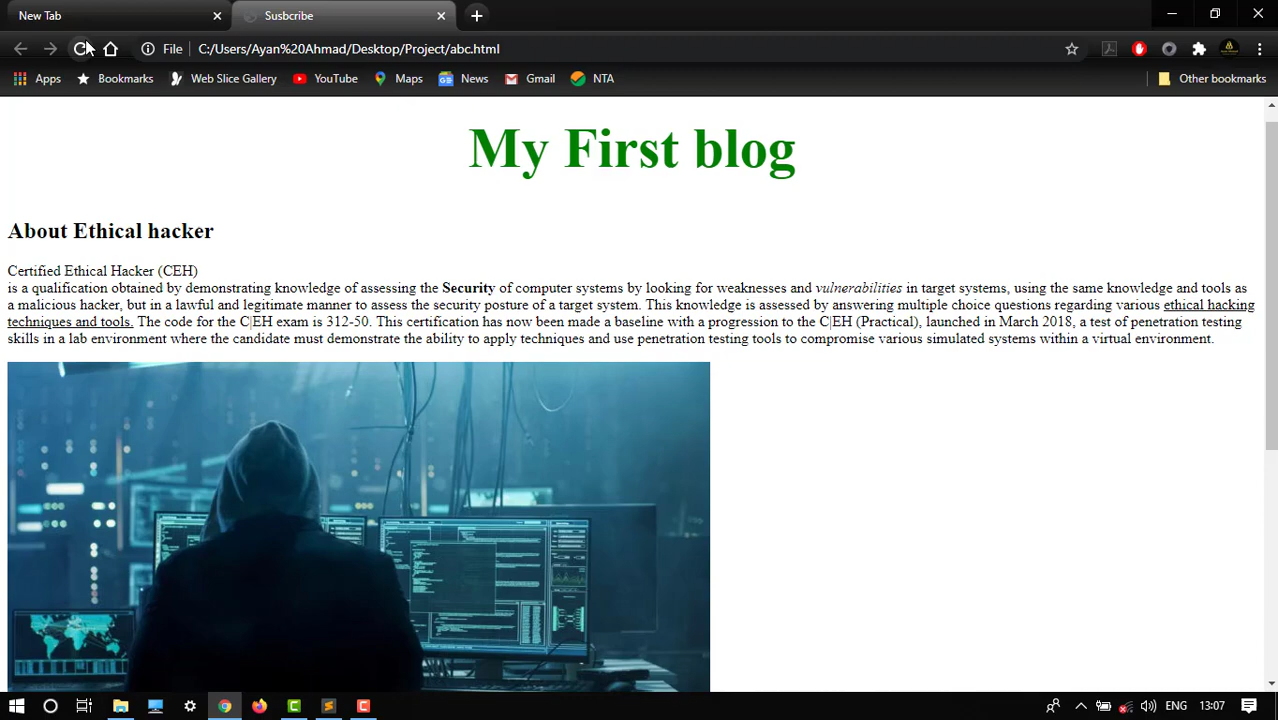 New Tab
Susbcribe
File
C:/Users/Ayan%20Ahmad/Desktop/Project/abc.html
Apps
Bookmarks
Web Slice Gallery
YouTube
Maps
News
Gmail
NTA
Other bookmarks
My First blog
About Ethical hacker
Certified Ethical Hacker (CEH)
is a qualification obtained by demonstrating knowledge of assessing the Security of computer systems by looking for weaknesses and vulnerabilities in target systems, using the same knowledge and tools as
a malicious hacker, but in a lawful and legitimate manner to assess the security posture of a target system. This knowledge is assessed by answering multiple choice questions regarding various ethical hacking
techniques and tools. The code for the C|EH exam is 312-50. This certification has now been made a baseline with a progression to the C|EH (Practical), launched in March 2018, a test of penetration testing
skills in a lab environment where the candidate must demonstrate the ability to apply techniques and use penetration testing tools to compromise various simulated systems within a virtual environment.
ENG
13:07